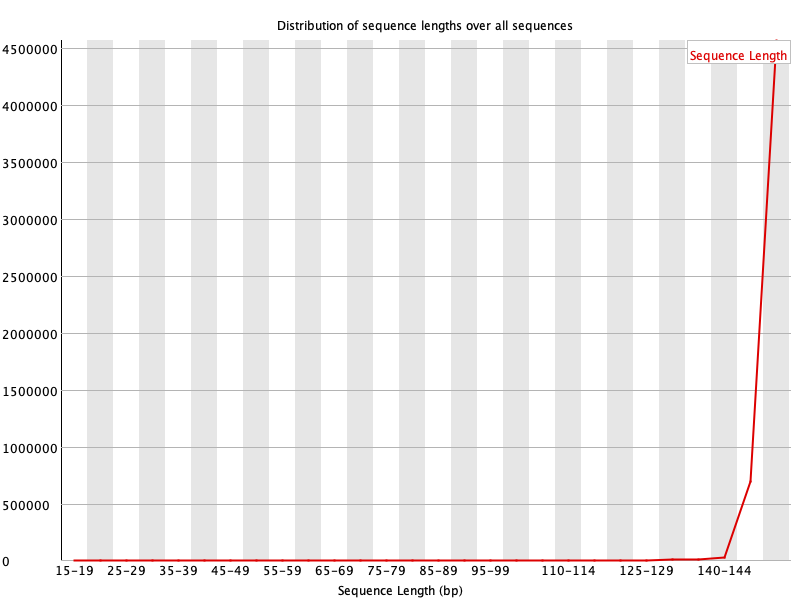 Distribution of sequence lengths over all sequences
Sequence Length
4500000
4000000
3500000
3000000
2500000
2000000
1500000
1000000
500000
0
15-19 25-29 35-39 45-49 55-59 65-69 75-79 85-89 95-99 110-114 125-129 140-144
Sequence Length (bp)